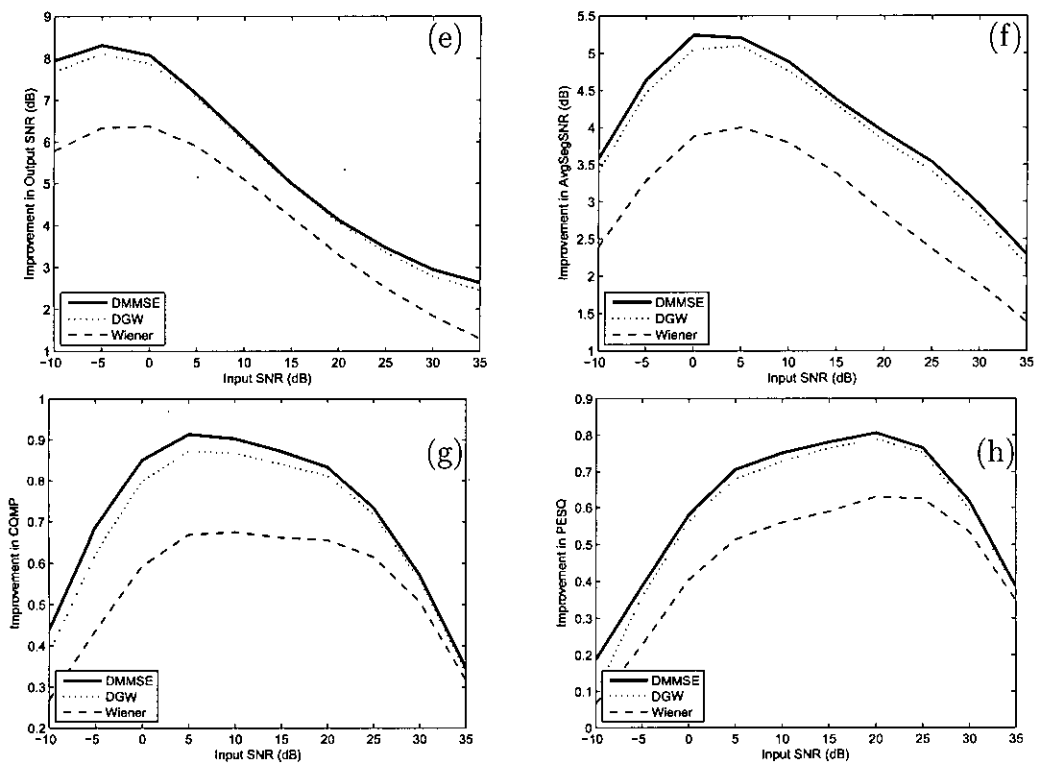 (e)
9
8
7
6
5
4
3
2
1
Improvement in Output SNR (dB)
DMMSE
DGW
Wiener
−10 −5 0 5 10 15 20 25 30 35
Input SNR (dB)
(f)
5.5
5
4.5
4
3.5
3
2.5
2
1.5
1
Improvement in AvgSegSNR (dB)
DMMSE
DGW
Wiener
−10 −5 0 5 10 15 20 25 30 35
Input SNR (dB)
(g)
1
0.9
0.8
0.7
0.6
0.5
0.4
0.3
0.2
Improvement in CQMP
DMMSE
DGW
Wiener
−10 −5 0 5 10 15 20 25 30 35
Input SNR (dB)
(h)
0.9
0.8
0.7
0.6
0.5
0.4
0.3
0.2
0.1
0
Improvement in PESQ
DMMSE
DGW
Wiener
−10 −5 0 5 10 15 20 25 30 35
Input SNR (dB)